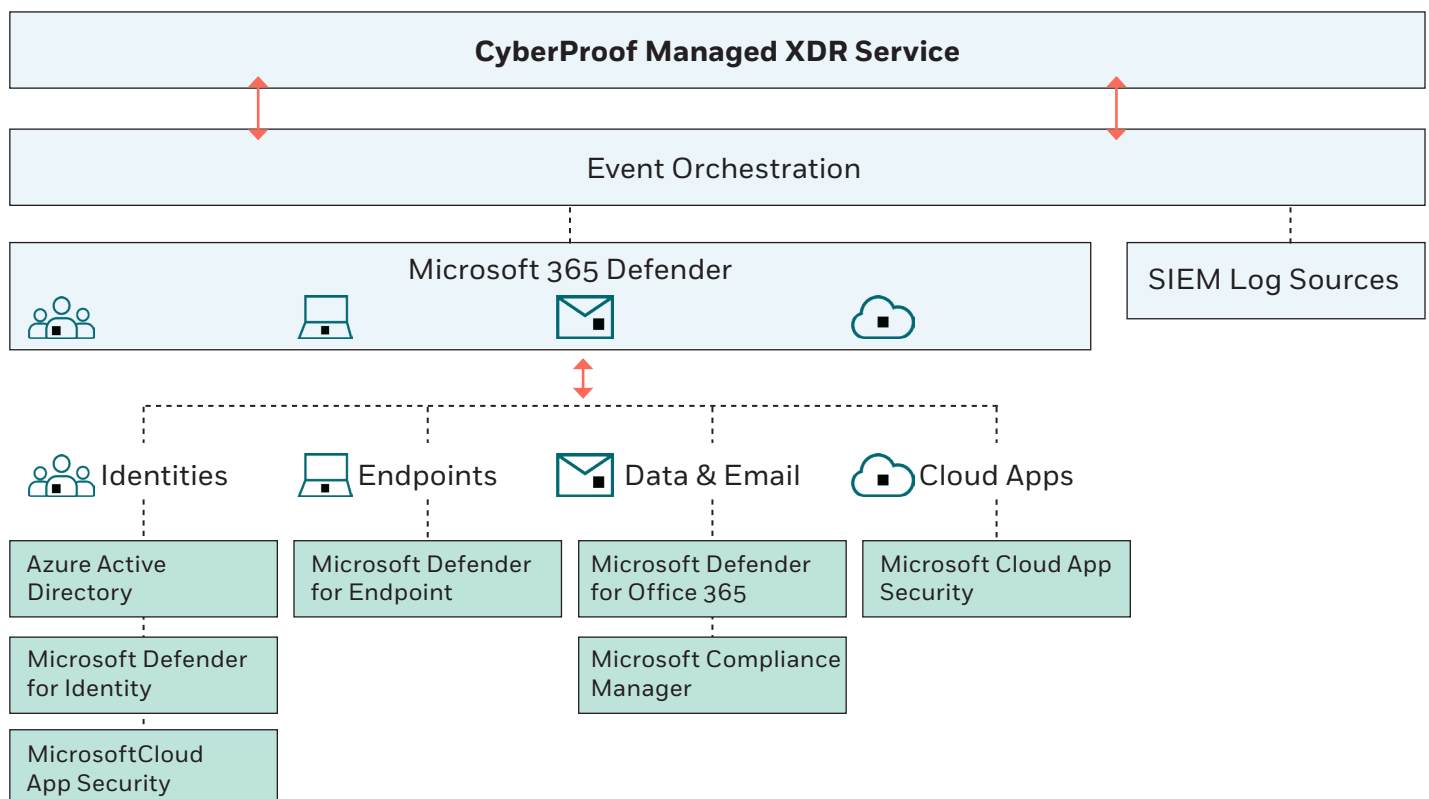 CyberProof Managed XDR Service
Event Orchestration
Microsoft 365 Defender
SIEM Log Sources
Identities
Endpoints
Data & Email
Cloud Apps
Azure Active
Directory
Microsoft Defender
for Endpoint
Microsoft Defender
for Office 365
Microsoft Cloud App
Security
Microsoft Defender
for Identity
Microsoft Compliance
Manager
MicrosoftCloud
App Security